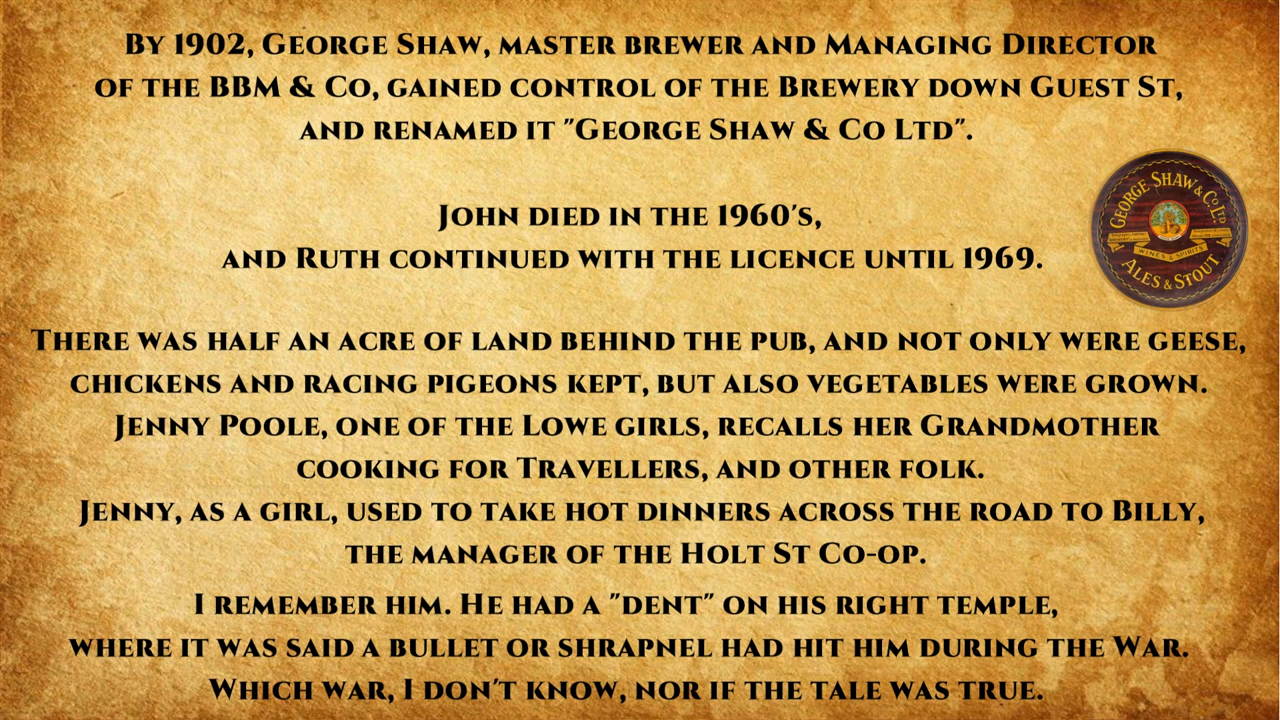 By 1902, George Shaw, master brewer and Managing Director
of the BBM & Co, gained control of the Brewery down Guest St,
and renamed it "George Shaw & Co Ltd".
John died in the 1960's,
and Ruth continued with the licence until 1969.
George Shaw & Co. Ltd
Wines & Spirits
Ales & Stout
There was half an acre of land behind the pub, and not only were geese,
chickens and racing pigeons kept, but also vegetables were grown.
Jenny Poole, one of the Lowe girls, recalls her Grandmother
cooking for Travellers, and other folk.
Jenny, as a girl, used to take hot dinners across the road to Billy,
the manager of the Holt St Co-op.
I remember him. He had a "dent" on his right temple,
where it was said a bullet or shrapnel had hit him during the War.
Which war, I don't know, nor if the tale was true.